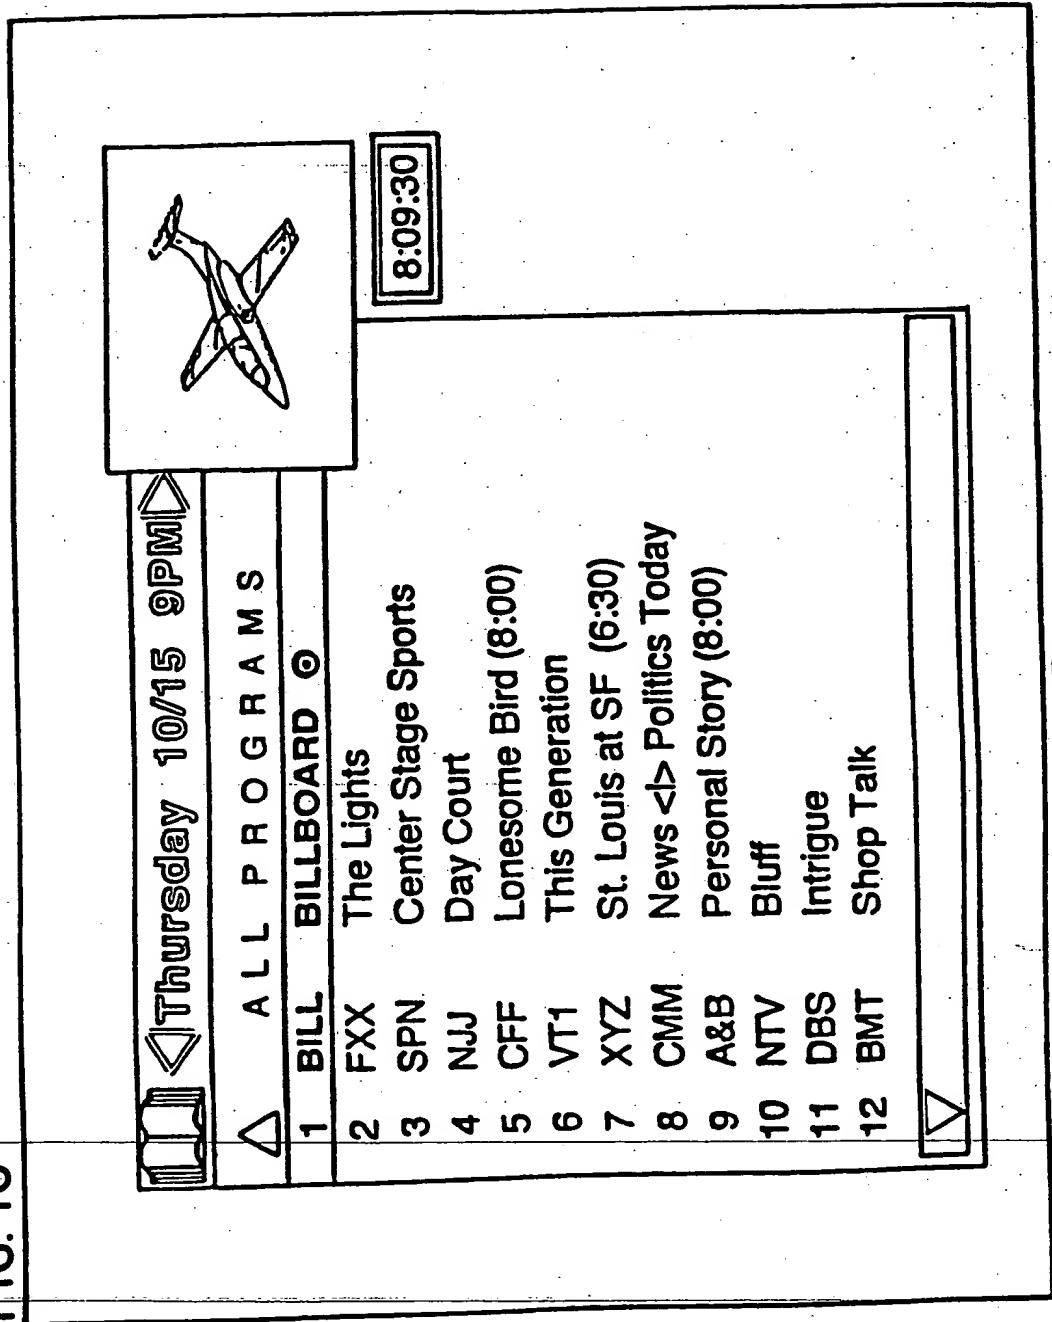 Thursday 10/15 9PM
ALL PROGRAMS
1 BILL BILLBOARD
2 FXX The Lights
3 SPN Center Stage Sports
4 NJJ Day Court
5 CFF Lonesome Bird (8:00)
6 VT1 This Generation
7 XYZ St. Louis at SF (6:30)
8 CMM News <I> Politics Today
9 A&B Personal Story (8:00)
10 NTV Bluff
11 DBS Intrigue
12 BMT Shop Talk
8:09:30